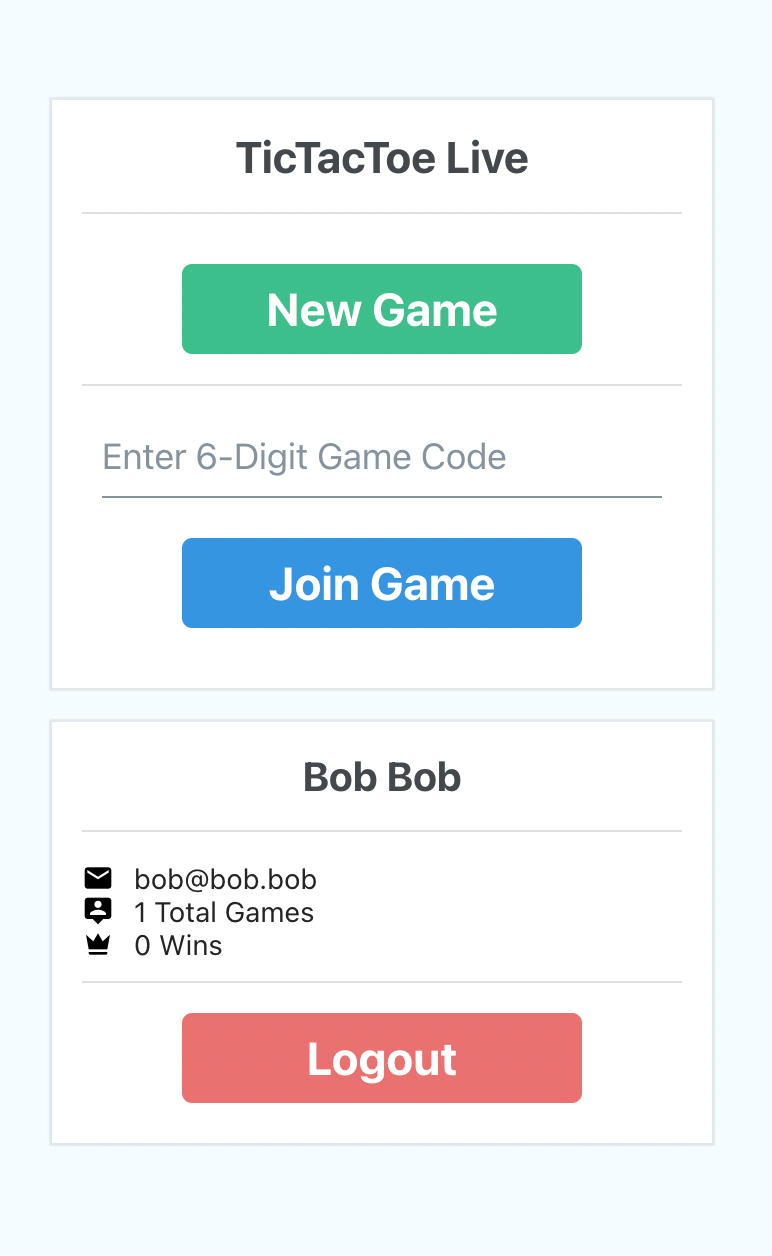 TicTacToe Live
New Game
Enter 6-Digit Game Code
Join Game
Bob Bob
bob@bob.bob
1 Total Games
0 Wins
Logout